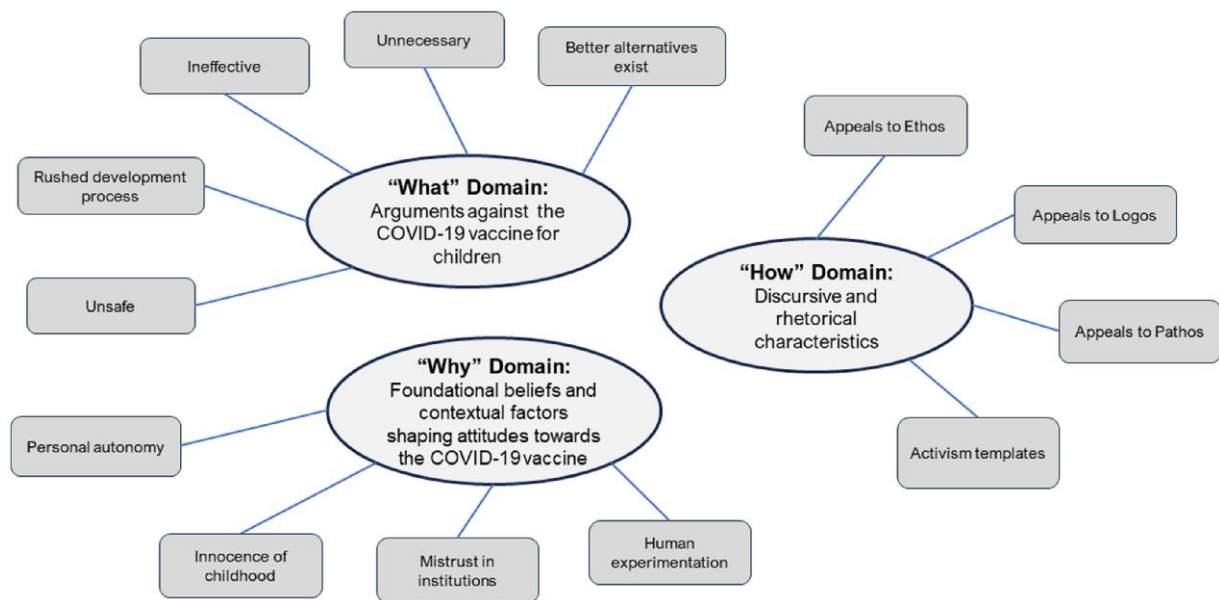 Unnecessary
Better alternatives
exist
Ineffective
Rushed development
process
Unsafe
“What” Domain:
Arguments against the
COVID-19 vaccine for
children
Appeals to Ethos
Appeals to Logos
“How” Domain:
Discursive and
rhetorical
characteristics
Appeals to Pathos
Activism templates
“Why” Domain:
Foundational beliefs and
contextual factors
shaping attitudes towards
the COVID-19 vaccine
Personal autonomy
Innocence of
childhood
Mistrust in
institutions
Human
experimentation